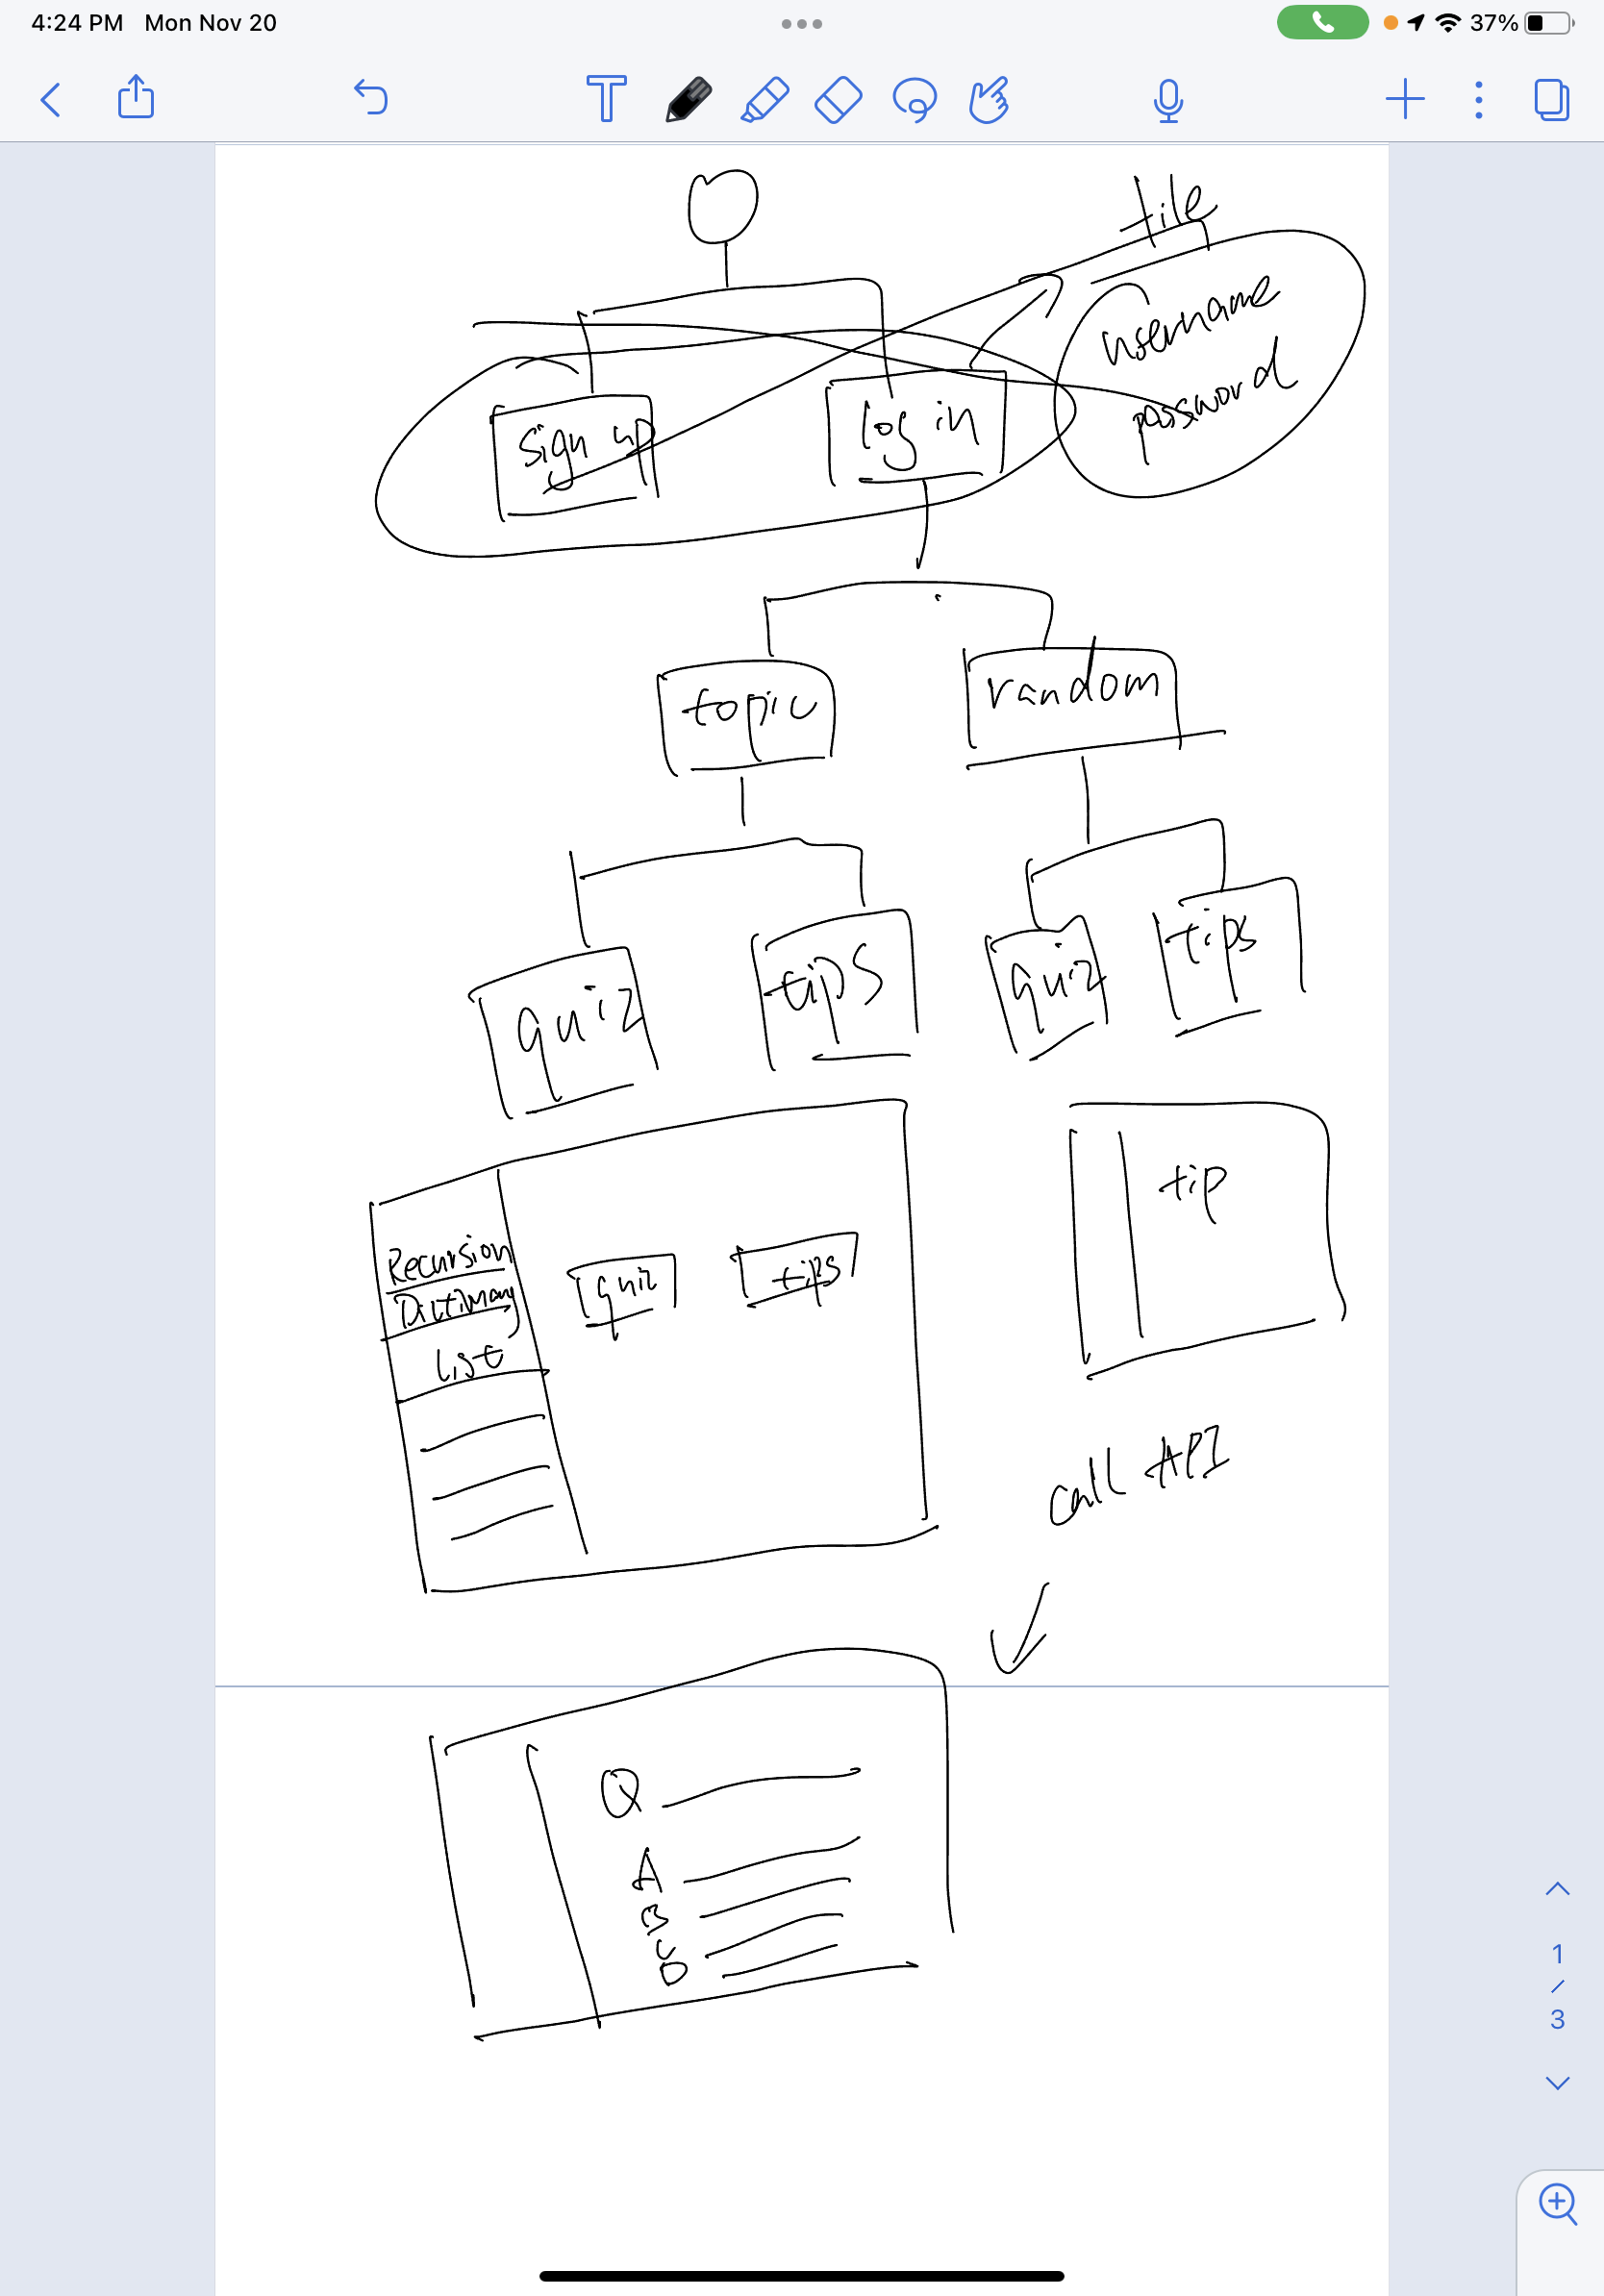 4:24 PM Mon Nov 20
37%
T
file
username
password
sign up
log in
topic
random
quiz
tips
quiz
tips
Recursion
Dictionary
List
quiz
tips
tip
call API
Q
A
B
C
D
1
/
3